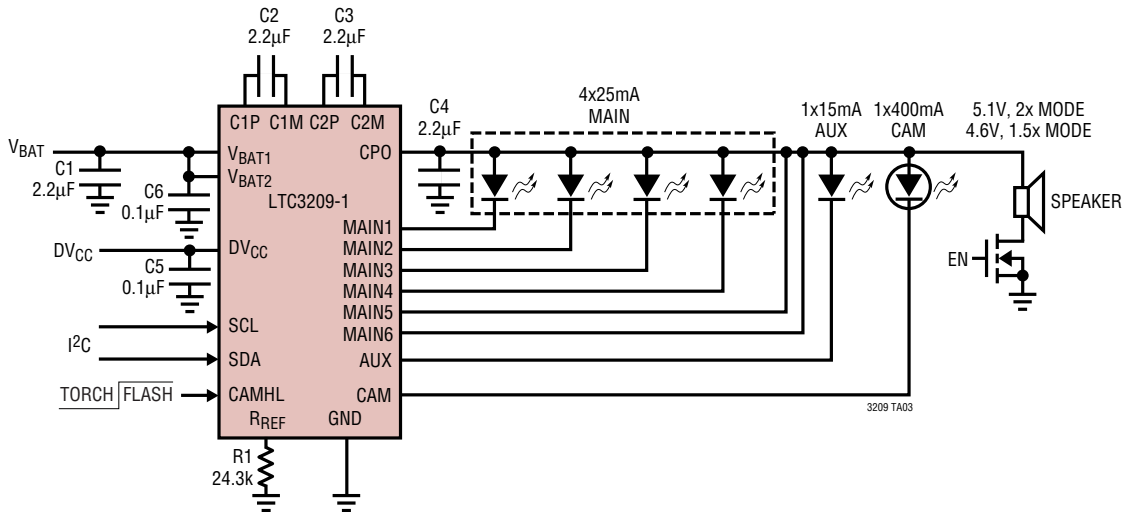 C2
2.2µF
C3
2.2µF
C1P C1M C2P C2M
C4
2.2µF
4x25mA
MAIN
1x15mA
AUX
1x400mA
CAM
5.1V, 2x MODE
4.6V, 1.5x MODE
VBAT
C1
2.2µF
VBAT1
VBAT2
CPO
C6
0.1µF
LTC3209-1
SPEAKER
EN
DVCC
DVCC
C5
0.1µF
MAIN1
MAIN2
MAIN3
MAIN4
MAIN5
MAIN6
I2C
SCL
SDA
AUX
TORCH FLASH
CAMHL
CAM
RREF
GND
R1
24.3k
3209 TA03